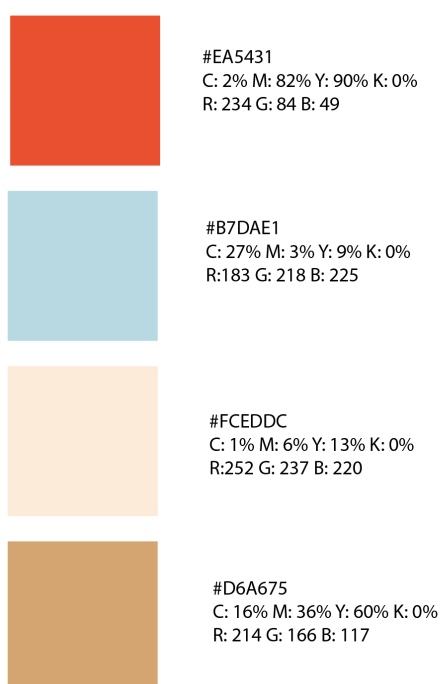 #EA5431
C: 2% M: 82% Y: 90% K: 0%
R: 234 G: 84 B: 49
#B7DAE1
C: 27% M: 3% Y: 9% K: 0%
R:183 G: 218 B: 225
#FCEDDC
C: 1% M: 6% Y: 13% K: 0%
R:252 G: 237 B: 220
#D6A675
C: 16% M: 36% Y: 60% K: 0%
R: 214 G: 166 B: 117